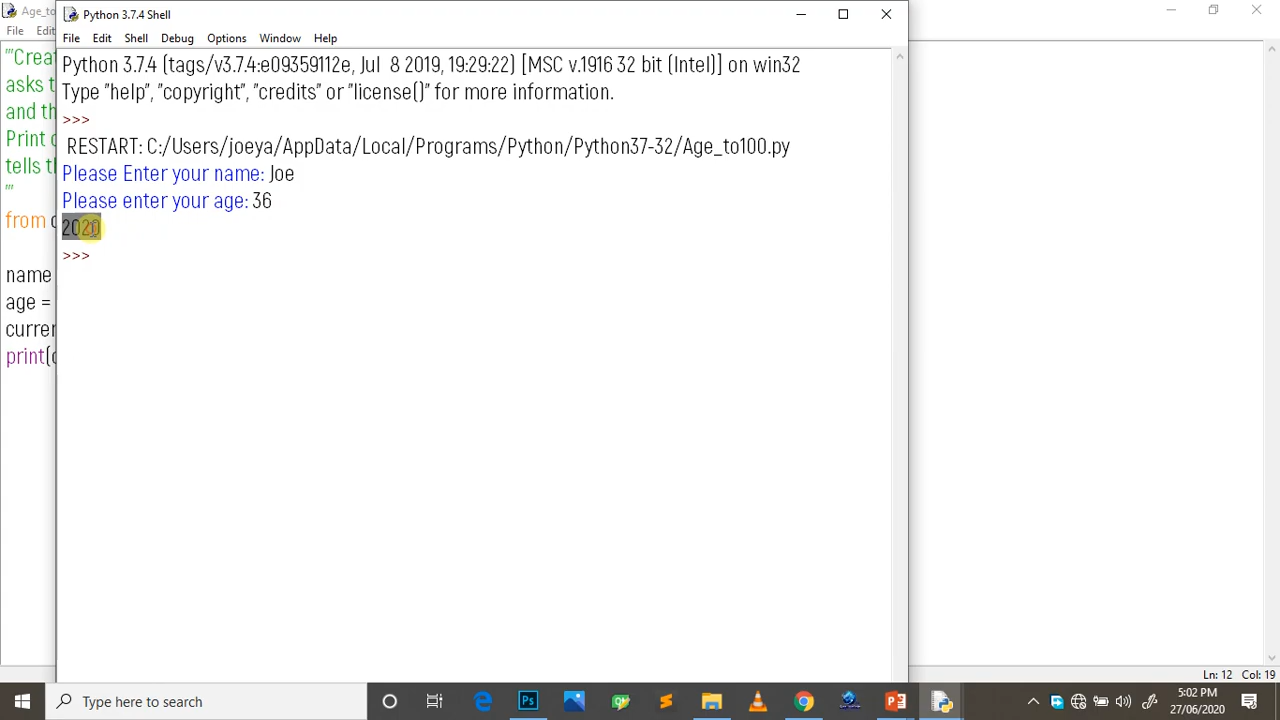 Age_to
Python 3.7.4 Shell
File Edit
File Edit Shell Debug Options Window Help
'''Creat
asks t
and th
Print o
tells th
'''
from
name
age =
curren
print(
Python 3.7.4 (tags/v3.7.4:e09359112e, Jul 8 2019, 19:29:22) [MSC v.1916 32 bit (Intel)] on win32
Type "help", "copyright", "credits" or "license()" for more information.
>>>
RESTART: C:/Users/joeya/AppData/Local/Programs/Python/Python37-32/Age_to100.py
Please Enter your name: Joe
Please enter your age: 36
2020
>>>
Ln: 12 Col: 19
Type here to search
5:02 PM
27/06/2020